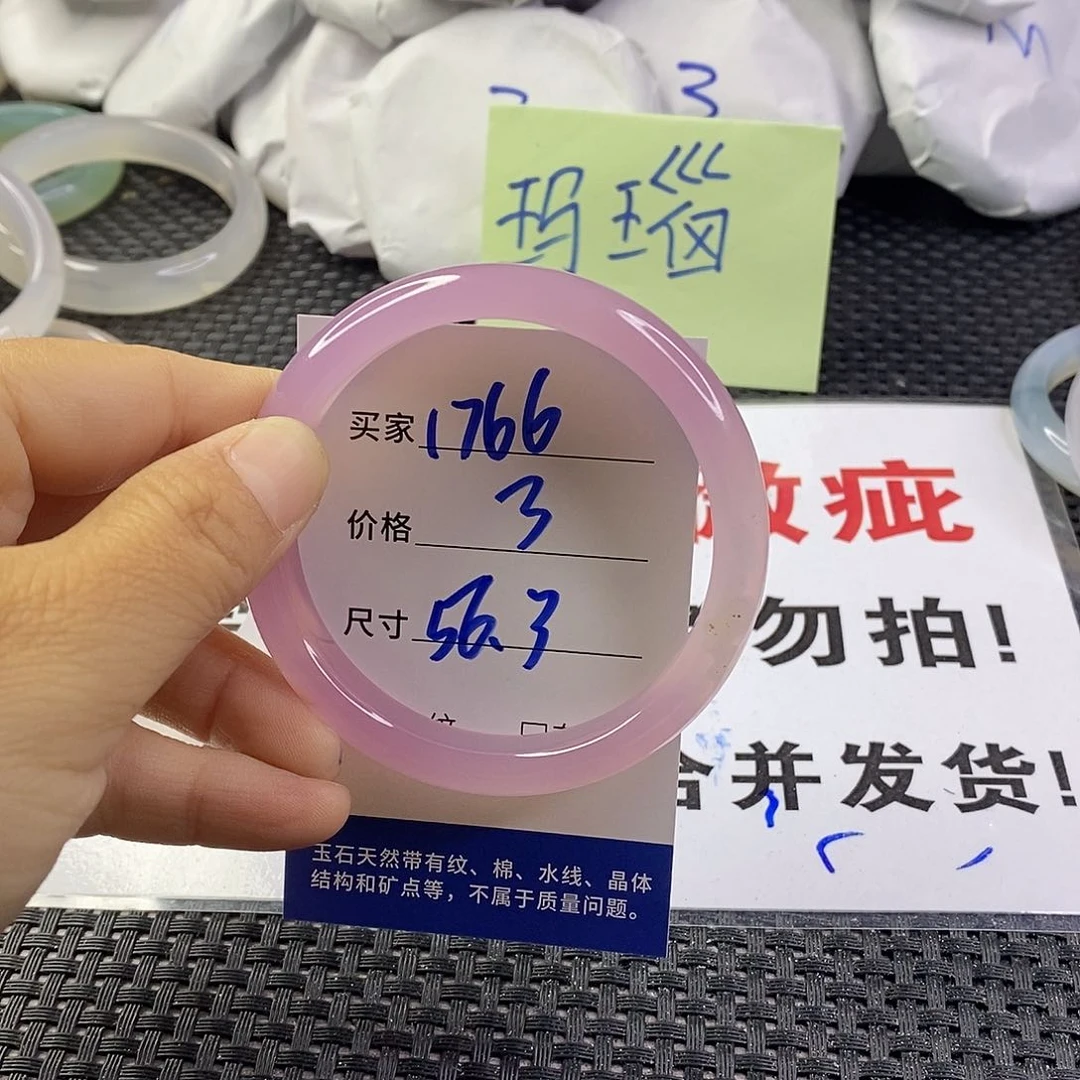 3
玛瑙
买家 1766
价格 3
尺寸 56.3
疵
勿拍!
合并发货!
玉石天然带有纹、棉、水线、晶体
结构和矿点等，不属于质量问题。